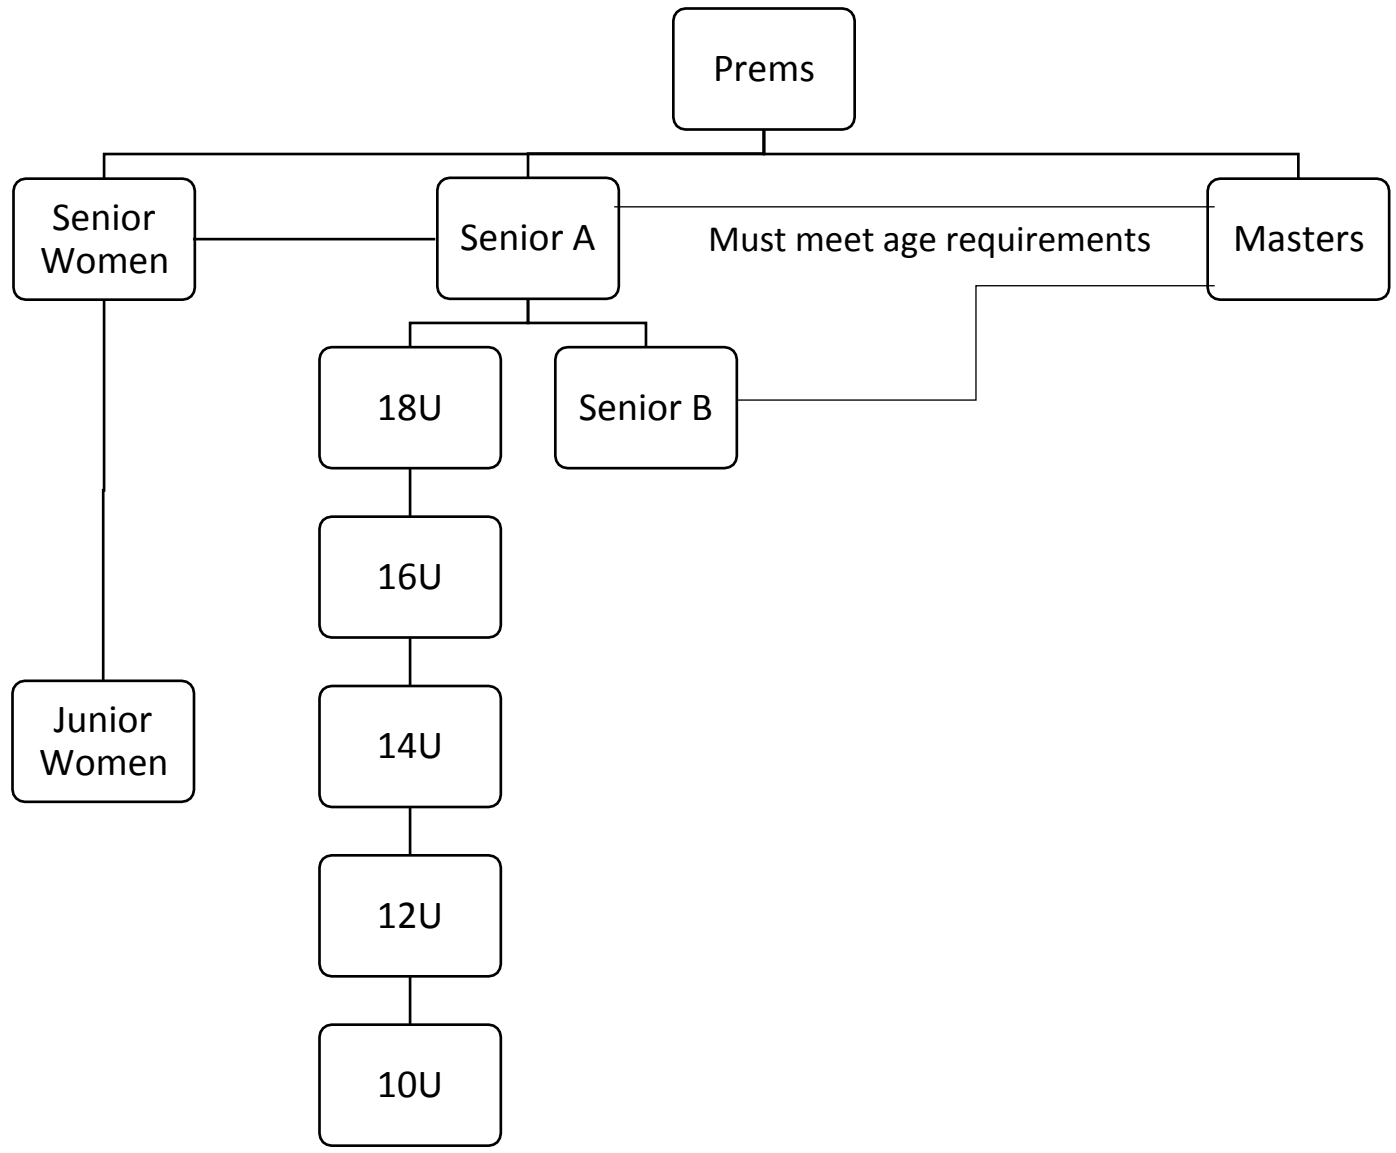 Prems
Senior
Women
Senior A
Must meet age requirements
Masters
18U
Senior B
16U
Junior
Women
14U
12U
10U